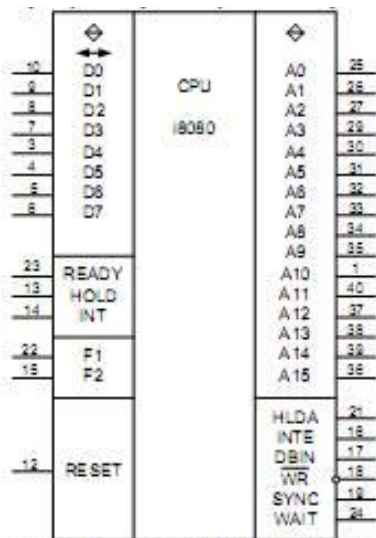 10 D0 CPU A0 25
9 D1 A1 26
8 D2 i8080 A2 27
7 D3 A3 29
3 D4 A4 30
4 D5 A5 31
5 D6 A6 32
6 D7 A7 33
A8 34
A9 35
23 READY A10 1
13 HOLD A11 40
14 INT A12 37
A13 38
22 F1 A14 39
15 F2 A15 36
HLDA 21
INTE 16
DBIN 17
12 RESET WR 18
SYNC 19
WAIT 24